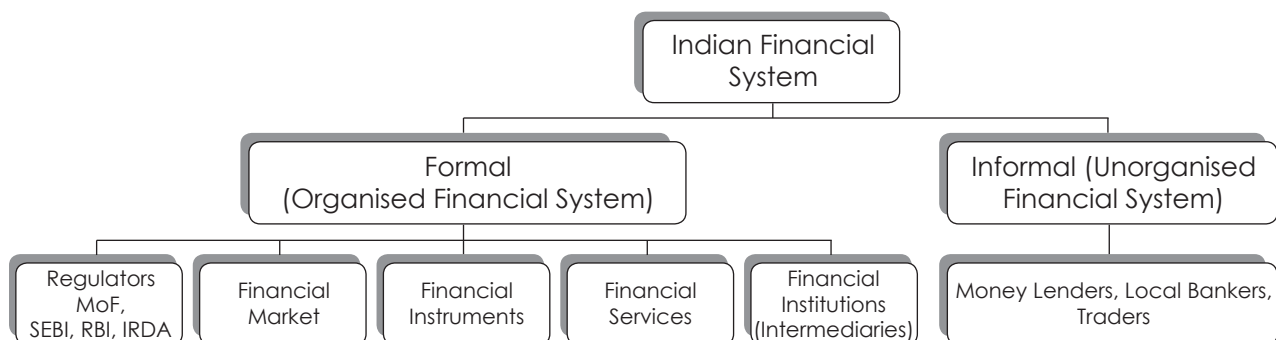 Indian Financial
System
Formal
(Organised Financial System)
Informal (Unorganised
Financial System)
Regulators
MoF,
SEBI, RBI, IRDA
Financial
Market
Financial
Instruments
Financial
Services
Financial
Institutions
(Intermediaries)
Money Lenders, Local Bankers,
Traders